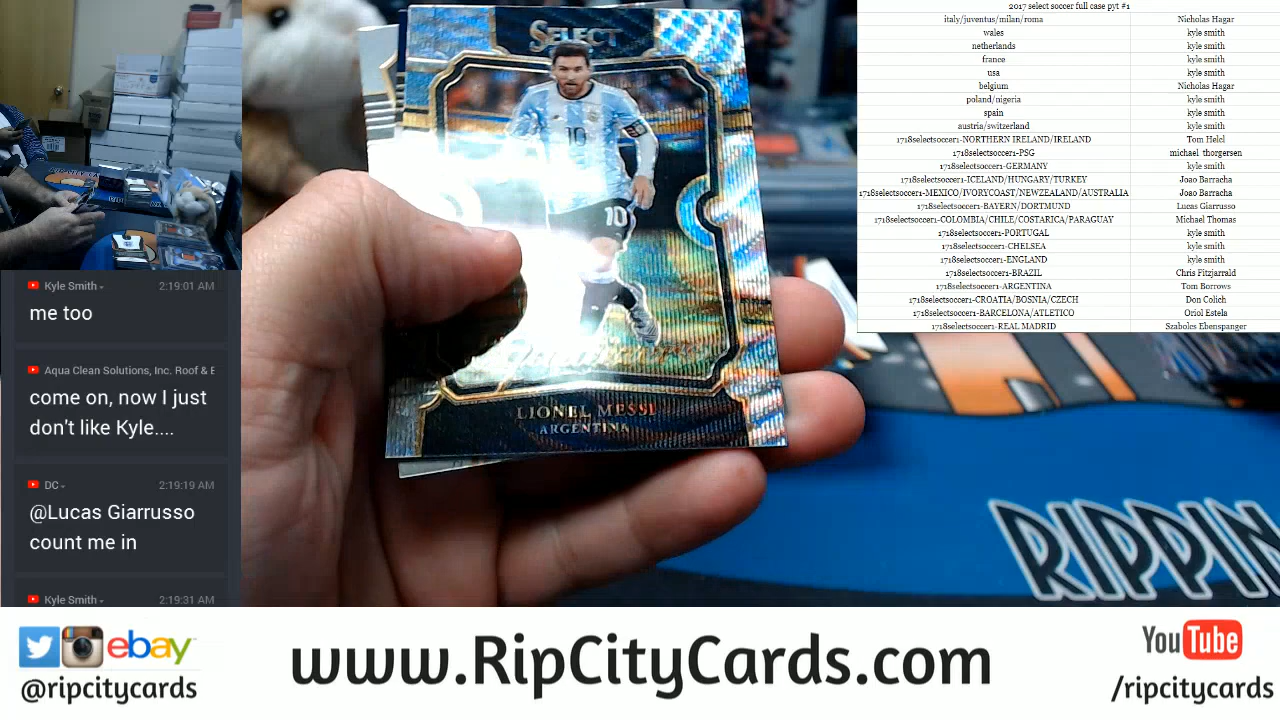 Kyle Smith 2:19:01 AM
me too
Aqua Clean Solutions, Inc. Roof & E
come on, now I just
don't like Kyle....
DC 2:19:19 AM
@Lucas Giarrusso
count me in
Kyle Smith 2:19:31 AM
SELECT
10
10
LIONEL MESSI
ARGENTINA
2017 select soccer full case pyt #1
italy/juventus/milan/roma Nicholas Hagar
wales kyle smith
netherlands kyle smith
france kyle smith
usa kyle smith
belgium Nicholas Hagar
poland/nigeria kyle smith
spain kyle smith
austria/switzerland kyle smith
1718selectsoccer1-NORTHERN IRELAND/IRELAND Tom Helcl
1718selectsoccer1-PSG michael thorgersen
1718selectsoccer1-GERMANY kyle smith
1718selectsoccer1-ICELAND/HUNGARY/TURKEY Joao Barracha
1718selectsoccer1-MEXICO/IVORYCOAST/NEWZEALAND/AUSTRALIA Joao Barracha
1718selectsoccer1-BAYERN/DORTMUND Lucas Giarrusso
1718selectsoccer1-COLOMBIA/CHILE/COSTARICA/PARAGUAY Michael Thomas
1718selectsoccer1-PORTUGAL kyle smith
1718selectsoccer1-CHELSEA kyle smith
1718selectsoccer1-ENGLAND kyle smith
1718selectsoccer1-BRAZIL Chris Fitzjarrald
1718selectsoccer1-ARGENTINA Tom Borrows
1718selectsoccer1-CROATIA/BOSNIA/CZECH Don Colich
1718selectsoccer1-BARCELONA/ATLETICO Oriol Estela
1718selectsoccer1-REAL MADRID Szabolcs Ebenspanger
RIPPIN
ebay
@ripcitycards
www.RipCityCards.com
YouTube
/ripcitycards